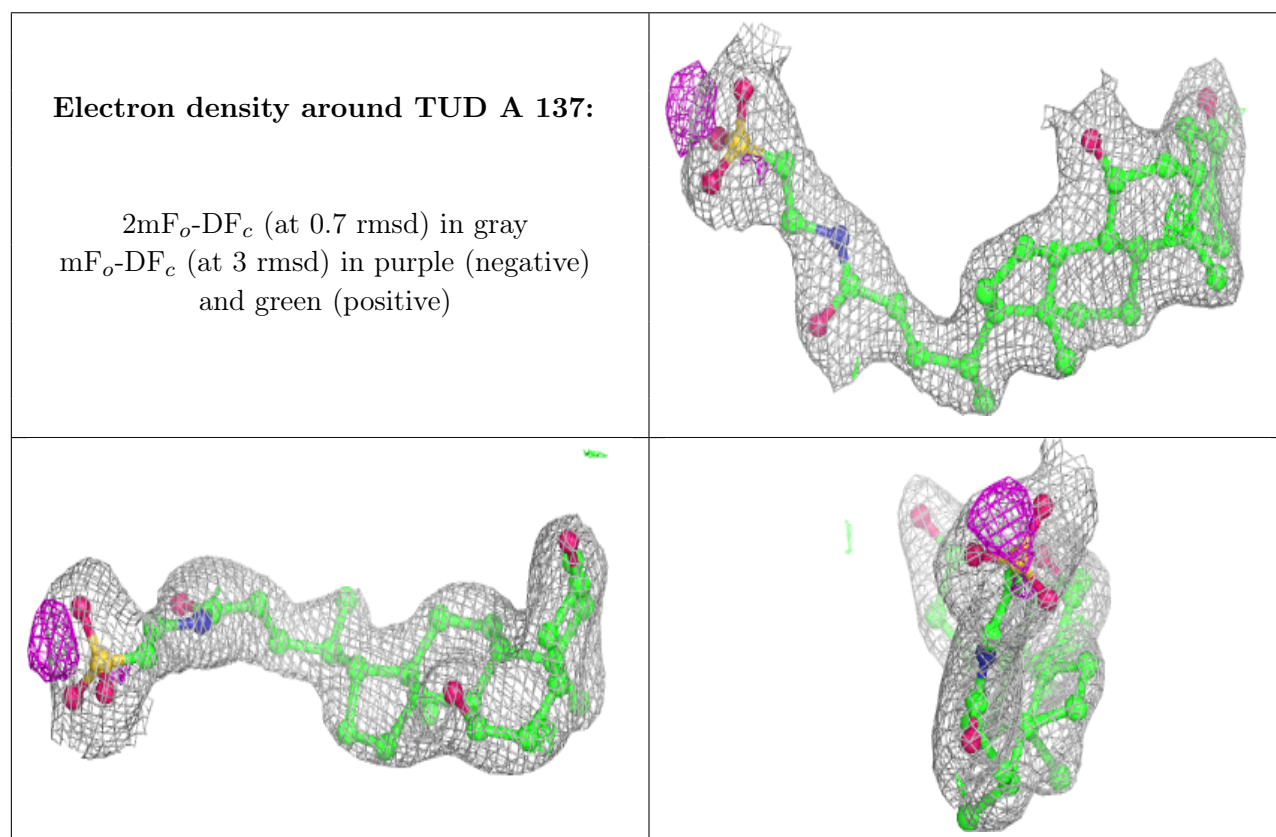 Electron density around TUD A 137:
2mFo-DFc (at 0.7 rmsd) in gray
mFo-DFc (at 3 rmsd) in purple (negative)
and green (positive)